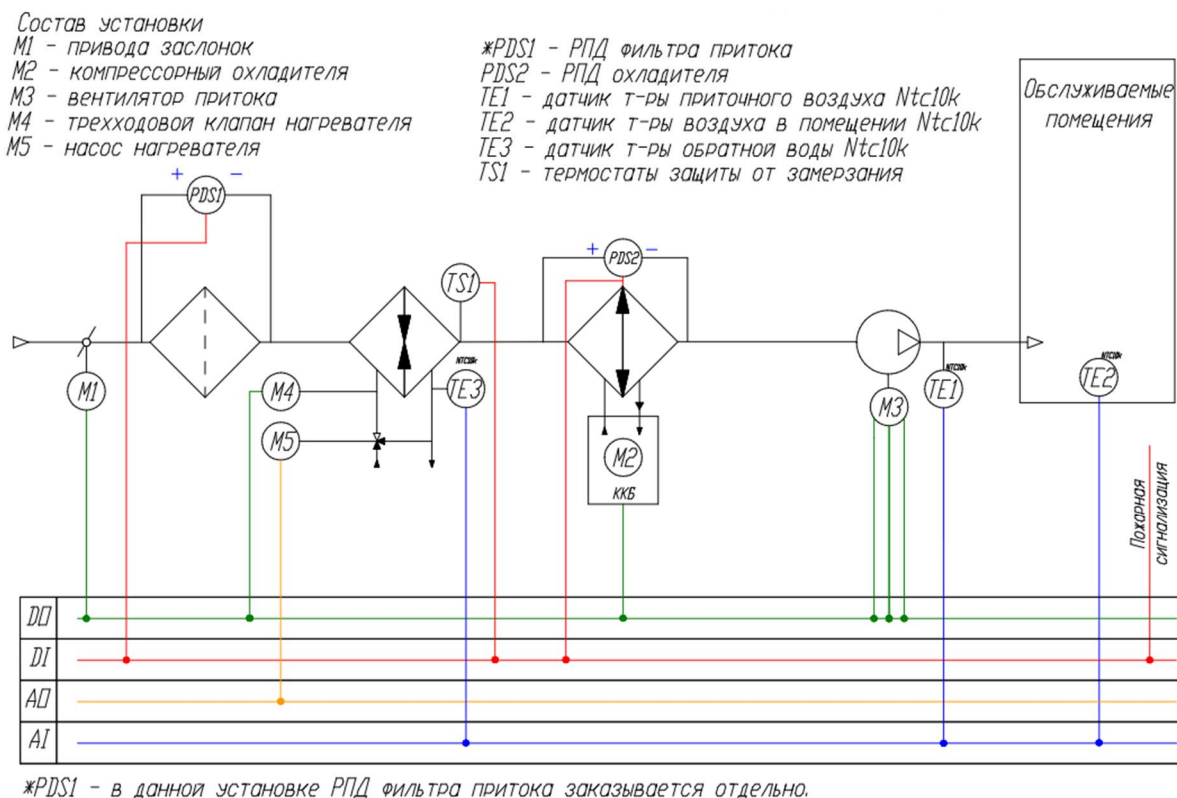 Состав установки
М1 - привода заслонок
М2 - компрессорный охладителя
М3 - вентилятор притока
М4 - трехходовой клапан нагревателя
М5 - насос нагревателя
*PDS1 - РПД фильтра притока
PDS2 - РПД охладителя
TE1 - датчик т-ры приточного воздуха Ntc10k
TE2 - датчик т-ры воздуха в помещении Ntc10k
TE3 - датчик т-ры обратной воды Ntc10k
TS1 - термостаты защиты от замерзания
Обслуживаемые
помещения
+ -
PDS1
+ -
PDS2
TS1
NTC10k
TE3
M1
M4
M5
M2
ККБ
M3
NTC10k
TE1
NTC10k
TE2
Пожарная
сигнализация
DO
DI
AO
AI
*PDS1 - в данной установке РПД фильтра притока заказывается отдельно.